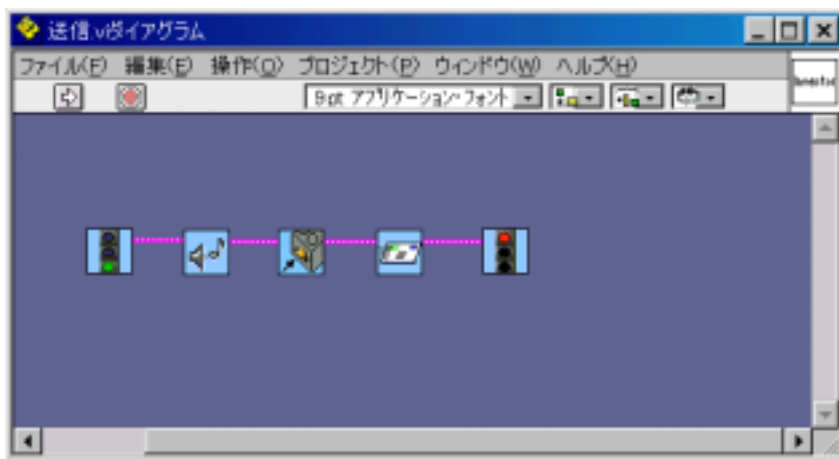 送信.viダイアグラム
ファイル(F) 編集(E) 操作(O) プロジェクト(P) ウィンドウ(W) ヘルプ(H)
9pt アプリケーション・フォント